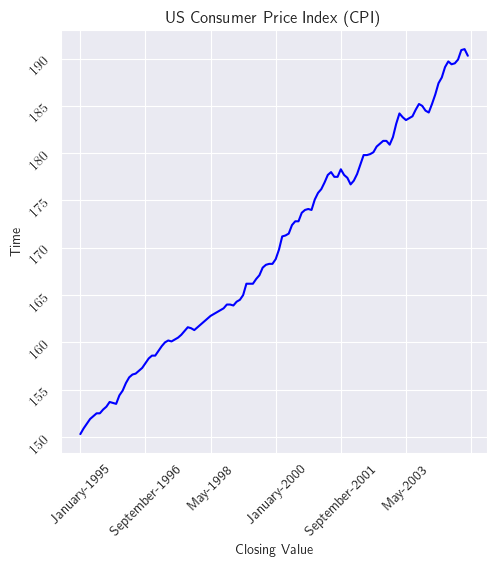 US Consumer Price Index (CPI)
Time
190
185
180
175
170
165
160
155
150
January-1995
September-1996
May-1998
January-2000
September-2001
May-2003
Closing Value